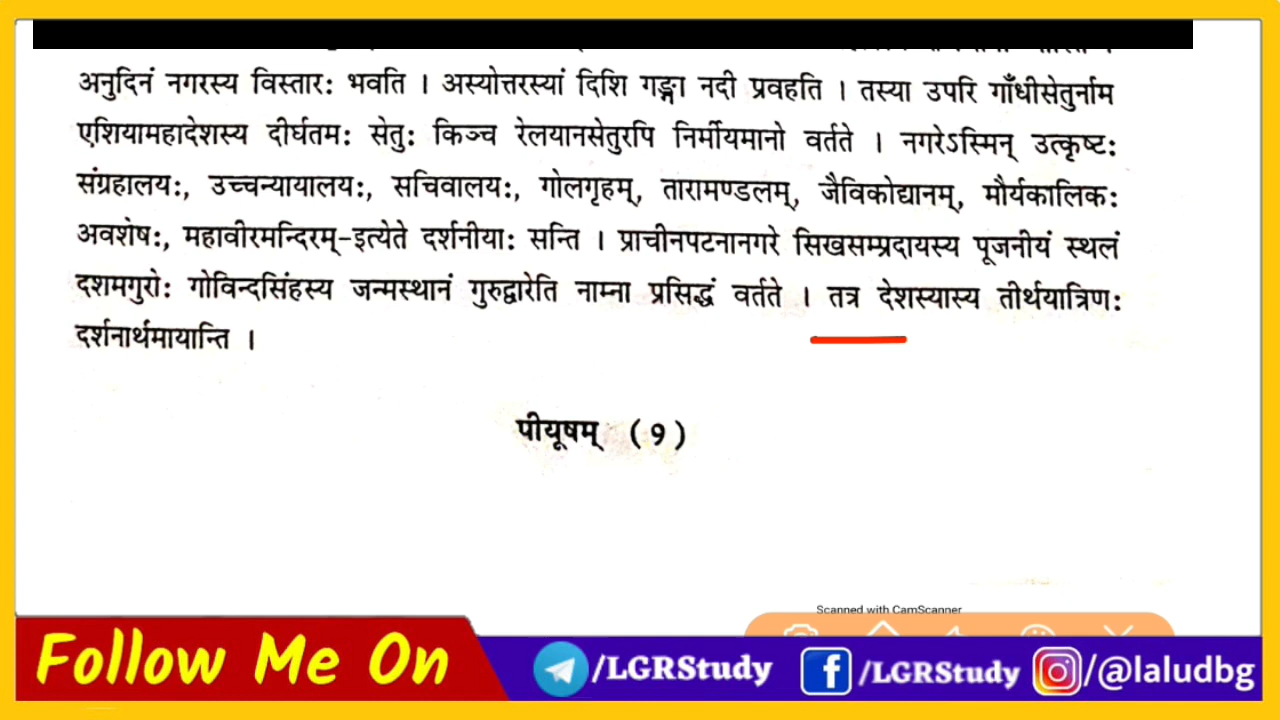 अनुदिनं नगरस्य विस्तारः भवति । अस्योत्तरस्यां दिशि गङ्गा नदी प्रवहति । तस्या उपरि गाँधीसेतुर्नाम
एशियामहादेशस्य दीर्घतमः सेतुः किञ्च रेलयानसेतुरपि निर्मीयमानो वर्तते । नगरेऽस्मिन् उत्कृष्टः
संग्रहालयः, उच्चन्यायालयः, सचिवालयः, गोलगृहम्, तारामण्डलम्, जैविकोद्यानम्, मौर्यकालिकः
अवशेषः, महावीरमन्दिरम्-इत्येते दर्शनीयाः सन्ति । प्राचीनपटनानगरे सिखसम्प्रदायस्य पूजनीयं स्थलं
दशमगुरोः गोविन्दसिंहस्य जन्मस्थानं गुरुद्वारेति नाम्ना प्रसिद्धं वर्तते । तत्र देशस्यास्य तीर्थयात्रिणः
दर्शनार्थमायान्ति ।
पीयूषम् (9)
Scanned with CamScanner
Follow Me On /LGRStudy /LGRStudy /@laludbg